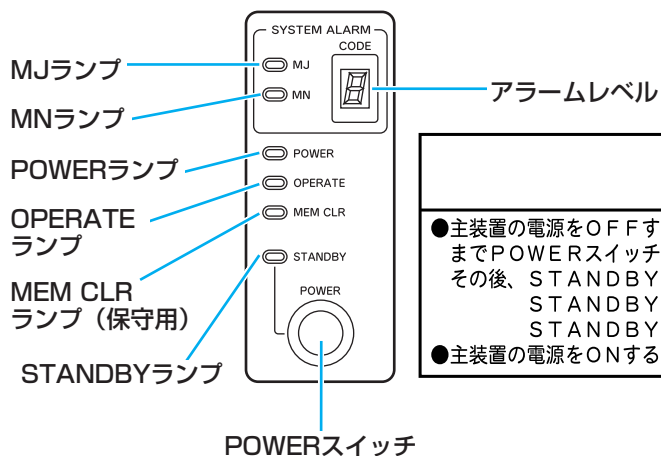 SYSTEM ALARM
CODE
MJ
MN
POWER
OPERATE
MEM CLR
STANDBY
POWER
MJランプ
MNランプ
POWERランプ
OPERATE
ランプ
MEM CLR
ランプ（保守用）
STANDBYランプ
POWERスイッチ
アラームレベル
●主装置の電源をＯＦＦす
までＰＯＷＥＲスイッチ
その後、ＳＴＡＮＤＢＹ
ＳＴＡＮＤＢＹ
ＳＴＡＮＤＢＹ
●主装置の電源をＯＮする